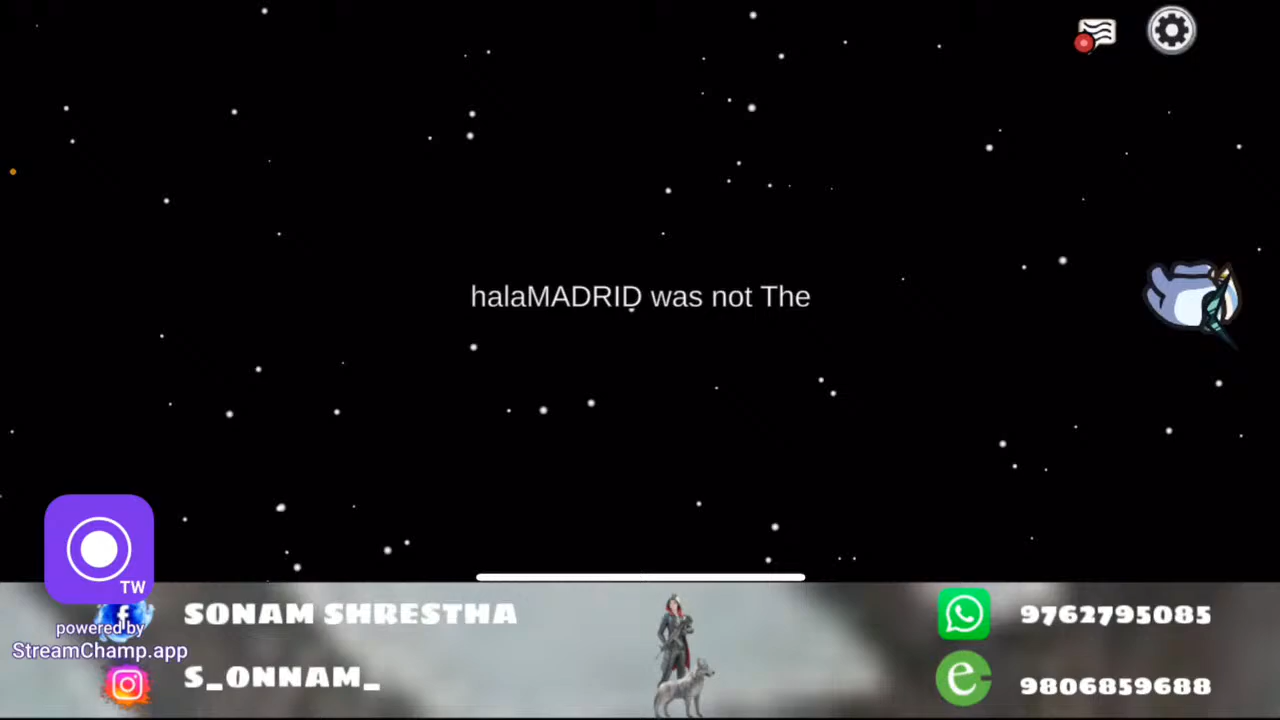 halaMADRID was not The
TW
powered by
StreamChamp.app
SONAM SHRESTHA
S_ONNAM_
9762795085
9806859688